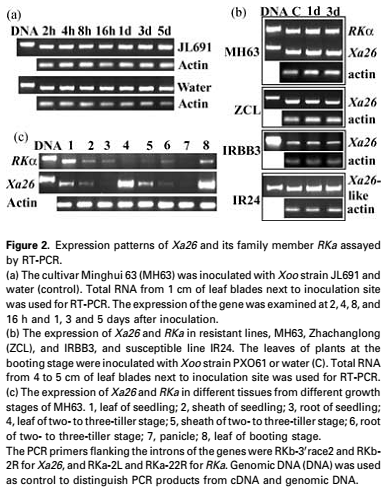 (a)
DNA 2h 4h 8h 16h 1d 3d 5d
JL691
Actin
Water
Actin
(c)
DNA 1 2 3 4 5 6 7 8
RKα
Xa26
Actin
(b)
DNA C 1d 3d
RKα
MH63
Xa26
actin
ZCL
Xa26
actin
IRBB3
Xa26
actin
IR24
Xa26-
like
actin
Figure 2. Expression patterns of Xa26 and its family member RKa assayed
by RT-PCR.
(a) The cultivar Minghui 63 (MH63) was inoculated with Xoo strain JL691 and
water (control). Total RNA from 1 cm of leaf blades next to inoculation site
was used for RT-PCR. The expression of the gene was examined at 2, 4, 8, and
16 h and 1, 3 and 5 days after inoculation.
(b) The expression of Xa26 and RKa in resistant lines, MH63, Zhachanglong
(ZCL), and IRBB3, and susceptible line IR24. The leaves of plants at the
booting stage were inoculated with Xoo strain PXO61 or water (C). Total RNA
from 4 to 5 cm of leaf blades next to inoculation site was used for RT-PCR.
(c) The expression of Xa26 and RKa in different tissues from different growth
stages of MH63. 1, leaf of seedling; 2, sheath of seedling; 3, root of seedling;
4, leaf of two- to three-tiller stage; 5, sheath of two- to three-tiller stage; 6, root
of two- to three-tiller stage; 7, panicle; 8, leaf of booting stage.
The PCR primers flanking the introns of the genes were RKb-3′race2 and RKb-
2R for Xa26, and RKa-2L and RKa-22R for RKa. Genomic DNA (DNA) was used
as control to distinguish PCR products from cDNA and genomic DNA.